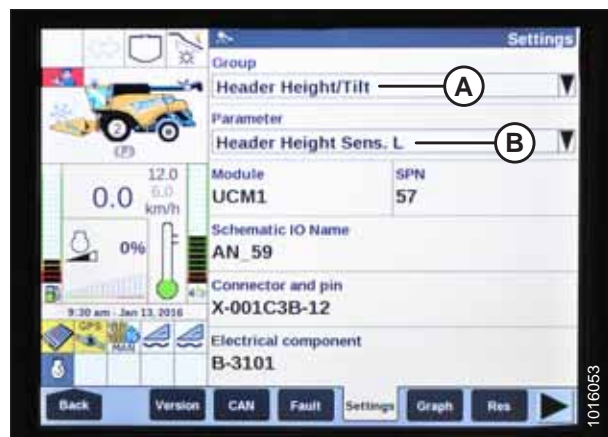 Settings
Group
Header Height/Tilt
A
Parameter
Header Height Sens. L
B
Module
SPN
UCM1
57
Schematic IO Name
AN_59
Connector and pin
X-001C3B-12
Electrical component
B-3101
2
(P)
12.0
6.0
0.0 km/h
0%
9:30 am - Jan 13, 2016
GPS
MAN
Back
Version
CAN
Fault
Settings
Graph
Res
1016053